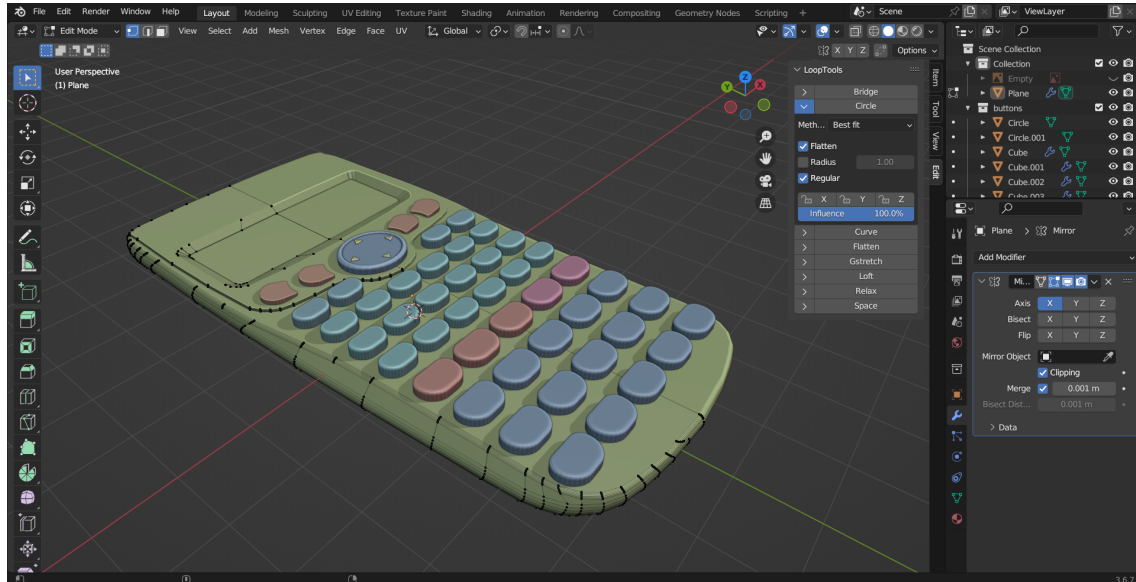 File Edit Render Window Help Layout Modeling Sculpting UV Editing Texture Paint Shading Animation Rendering Compositing Geometry Nodes Scripting + Scene ViewLayer
Edit Mode View Select Add Mesh Vertex Edge Face UV Global
X Y Z Options
User Perspective
(1) Plane
Z
Y
X
LoopTools
Bridge
Circle
Meth... Best fit
Flatten
Radius 1.00
Regular
X Y Z
Influence 100.0%
Curve
Flatten
Gstretch
Loft
Relax
Space
Item
Tool
View
Edit
Scene Collection
Collection
Empty
Plane
buttons
Circle
Circle.001
Cube
Cube.001
Cube.002
Cube.003
Plane > Mirror
Add Modifier
Mi...
Axis X Y Z
Bisect X Y Z
Flip X Y Z
Mirror Object
Clipping
Merge 0.001 m
Bisect Dist... 0.001 m
> Data
3.6.7